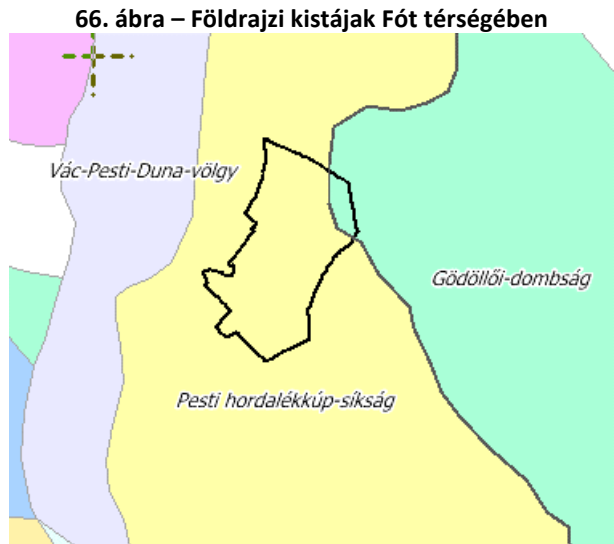 66. ábra – Földrajzi kistájak Fót térségében
Vác-Pesti-Duna-völgy
Gödöllői-dombság
Pesti hordalékkúp-síkság